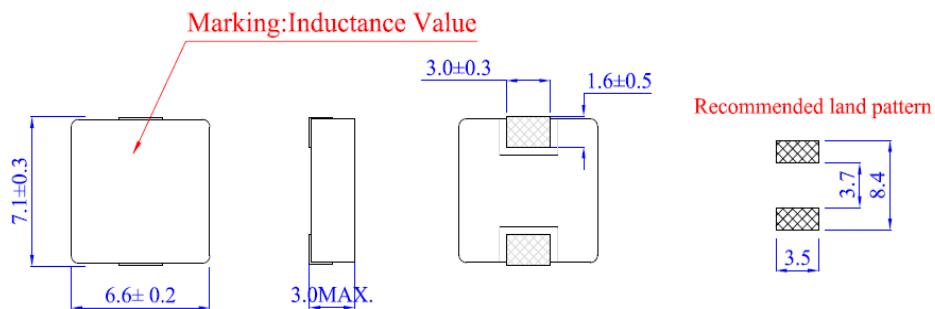 Marking:Inductance Value
3.0±0.3
1.6±0.5
Recommended land pattern
7.1±0.3
3.7
8.4
6.6± 0.2
3.0MAX.
3.5